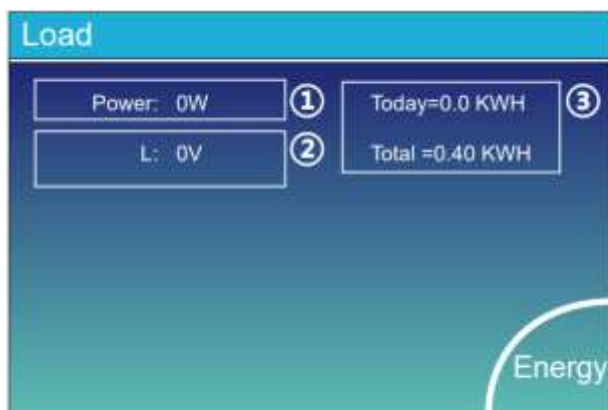 Load
Power: 0W
①
Today=0.0 KWH
③
L: 0V
②
Total =0.40 KWH
Energy